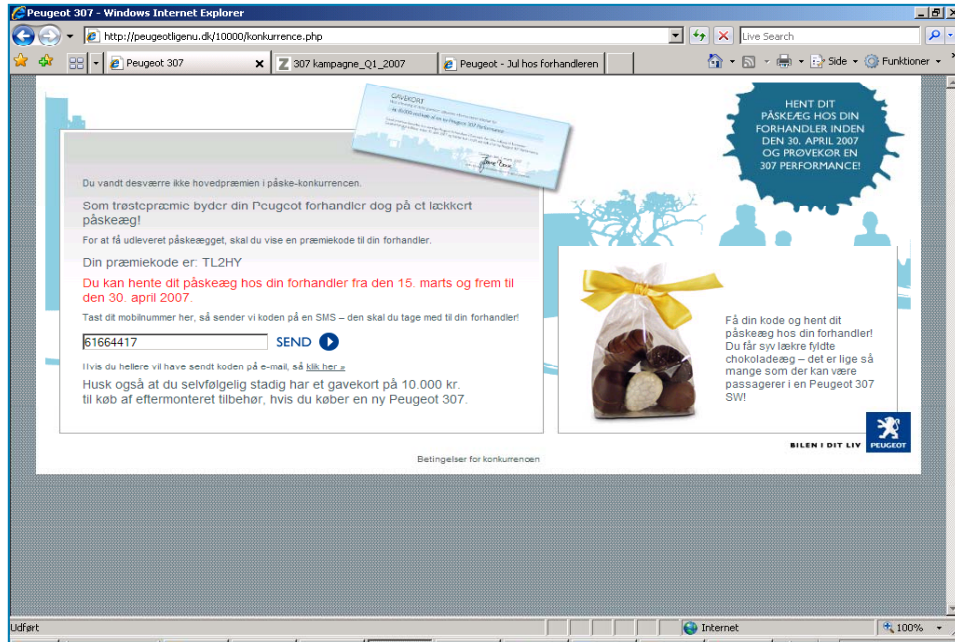 Peugeot 307 - Windows Internet Explorer
http://peugeotligenu.dk/10000/konkurrence.php
Live Search
Peugeot 307
307 kampagne_Q1_2007
Peugeot - Jul hos forhandleren
Side
Funktioner
GAVEKORT
HENT DIT
PÅSKEÆG HOS DIN
FORHANDLER INDEN
DEN 30. APRIL 2007
OG PRØVEKØR EN
307 PERFORMANCE!
Du vandt desværre ikke hovedpræmien i påske-konkurrencen.
Som trøstepræmie byder din Peugeot forhandler dog på et lækkert
påskeæg!
For at få udleveret påskeægget, skal du vise en præmiekode til din forhandler.
Din præmiekode er: TL2HY
Du kan hente dit påskeæg hos din forhandler fra den 15. marts og frem til
den 30. april 2007.
Tast dit mobilnummer her, så sender vi koden på en SMS – den skal du tage med til din forhandler!
61664417
SEND
Hvis du hellere vil have sendt koden på e-mail, så klik her »
Husk også at du selvfølgelig stadig har et gavekort på 10.000 kr.
til køb af eftermonteret tilbehør, hvis du køber en ny Peugeot 307.
Få din kode og hent dit
påskeæg hos din forhandler!
Du får syv lækre fyldte
chokoladeæg – det er lige så
mange som der kan være
passagerer i en Peugeot 307
SW!
BILEN I DIT LIV
PEUGEOT
Betingelser for konkurrencen
Udført
Internet
100%